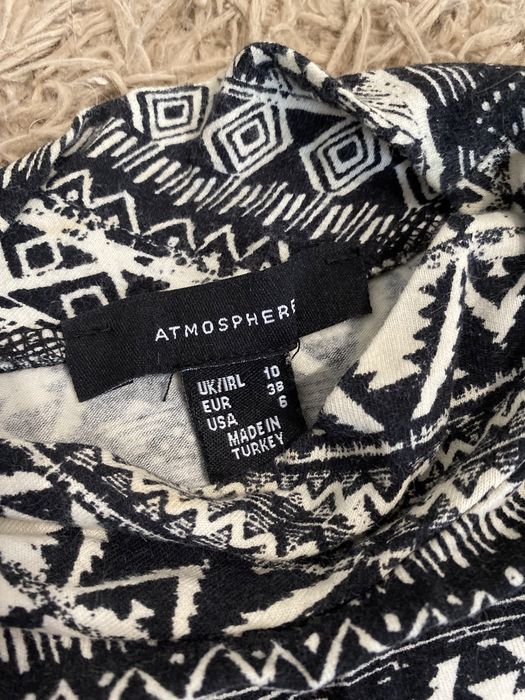 ATMOSPHERE
UK/IRL 10
EUR 38
USA 6
MADE IN
TURKEY